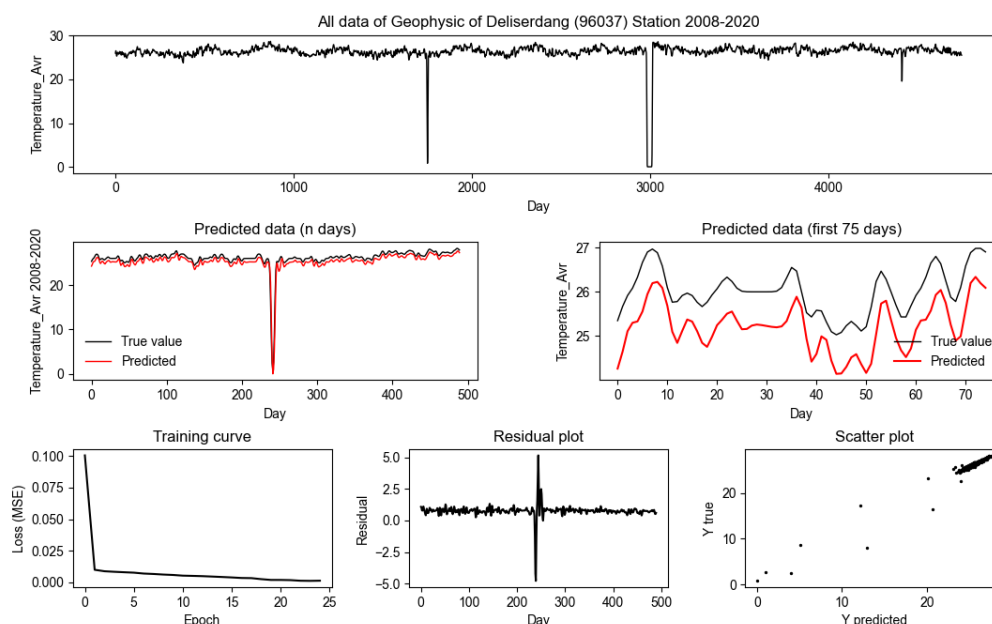 All data of Geophysic of Deliserdang (96037) Station 2008-2020
Temperature_Avr
30
20
10
0
0 1000 2000 3000 4000
Day
Predicted data (n days)
Temperature_Avr 2008-2020
20
10
0
True value
Predicted
0 100 200 300 400 500
Day
Predicted data (first 75 days)
Temperature_Avr
27
26
25
True value
Predicted
0 10 20 30 40 50 60 70
Day
Training curve
Loss (MSE)
0.100
0.075
0.050
0.025
0.000
0 5 10 15 20 25
Epoch
Residual plot
Residual
5.0
2.5
0.0
−2.5
−5.0
0 100 200 300 400 500
Day
Scatter plot
Y true
20
10
0
0 10 20
Y predicted